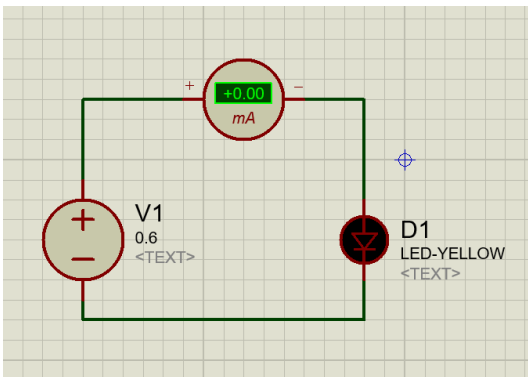 +0.00
mA
V1
0.6
<TEXT>
D1
LED-YELLOW
<TEXT>